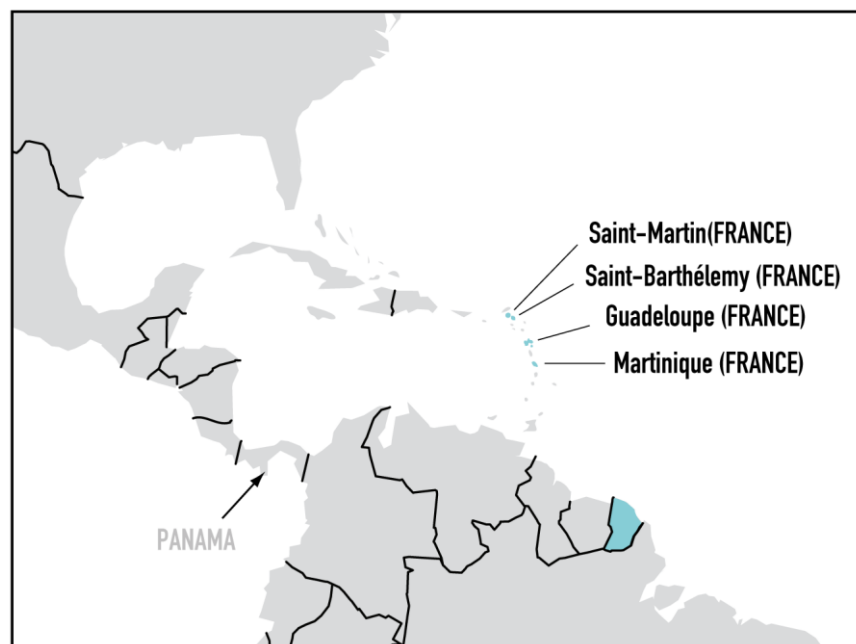 Saint-Martin(FRANCE)
Saint-Barthélemy (FRANCE)
Guadeloupe (FRANCE)
Martinique (FRANCE)
PANAMA